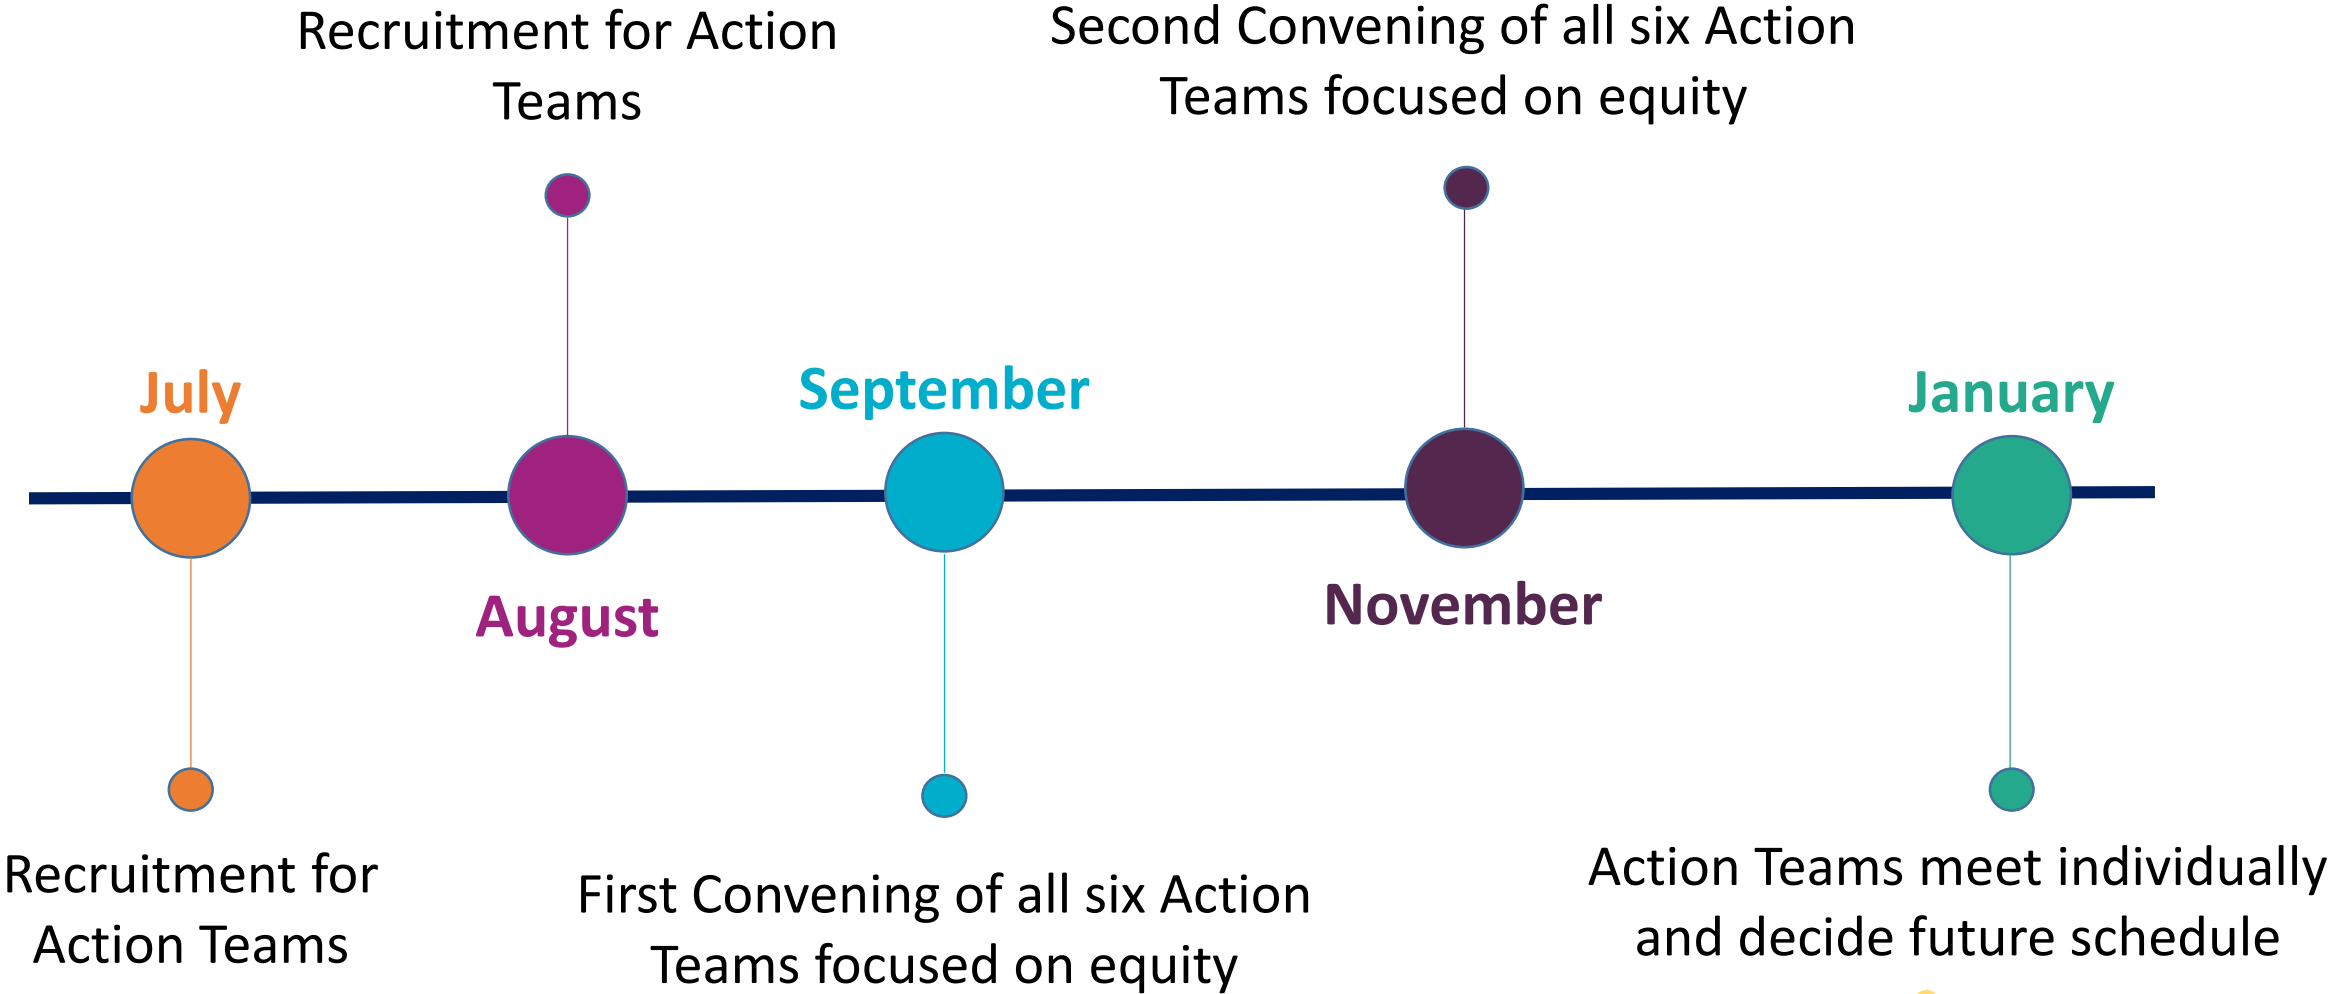 Recruitment for Action
Teams
Second Convening of all six Action
Teams focused on equity
July
September
January
August
November
Recruitment for
Action Teams
First Convening of all six Action
Teams focused on equity
Action Teams meet individually
and decide future schedule